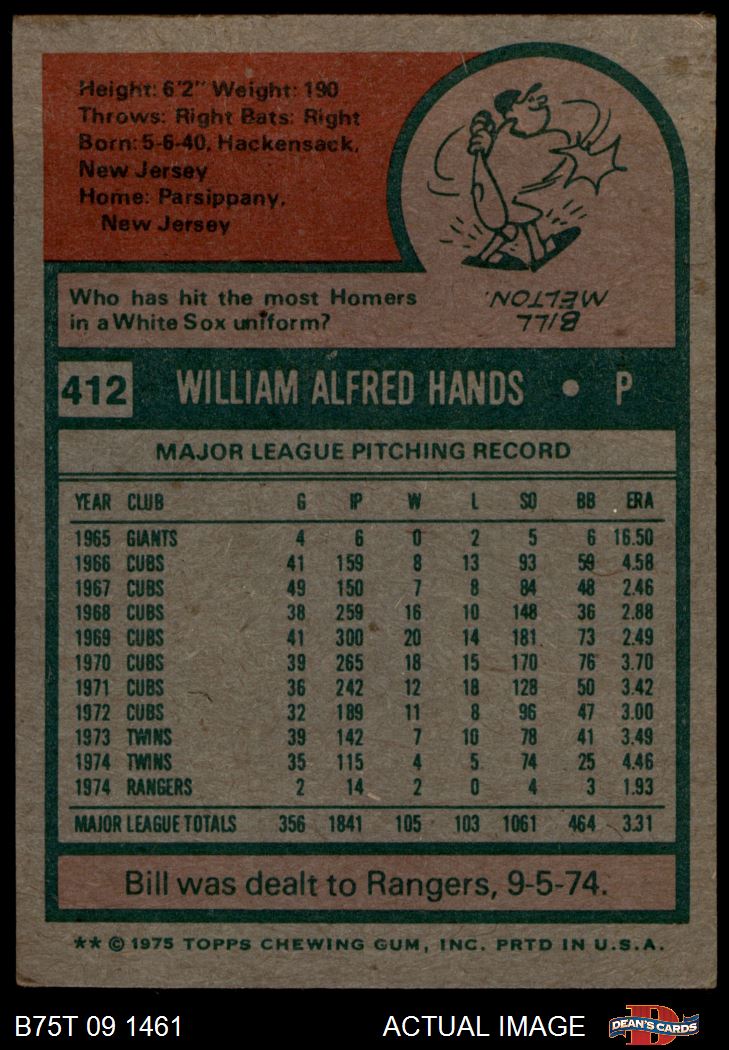 Height: 6'2" Weight: 190
Throws: Right Bats: Right
Born: 5-6-40, Hackensack,
New Jersey
Home: Parsippany,
New Jersey
Who has hit the most Homers
in a White Sox uniform?
BILL
MELTON.
412 WILLIAM ALFRED HANDS • P
MAJOR LEAGUE PITCHING RECORD
YEAR CLUB G IP W L SO BB ERA
1965 GIANTS 4 6 0 2 5 6 16.50
1966 CUBS 41 159 8 13 93 59 4.58
1967 CUBS 49 150 7 8 84 48 2.46
1968 CUBS 38 259 16 10 148 36 2.88
1969 CUBS 41 300 20 14 181 73 2.49
1970 CUBS 39 265 18 15 170 76 3.70
1971 CUBS 36 242 12 18 128 50 3.42
1972 CUBS 32 189 11 8 96 47 3.00
1973 TWINS 39 142 7 10 78 41 3.49
1974 TWINS 35 115 4 5 74 25 4.46
1974 RANGERS 2 14 2 0 4 3 1.93
MAJOR LEAGUE TOTALS 356 1841 105 103 1061 464 3.31
Bill was dealt to Rangers, 9-5-74.
** © 1975 TOPPS CHEWING GUM, INC. PRTD IN U.S.A.
B75T 09 1461 ACTUAL IMAGE DEAN'S CARDS